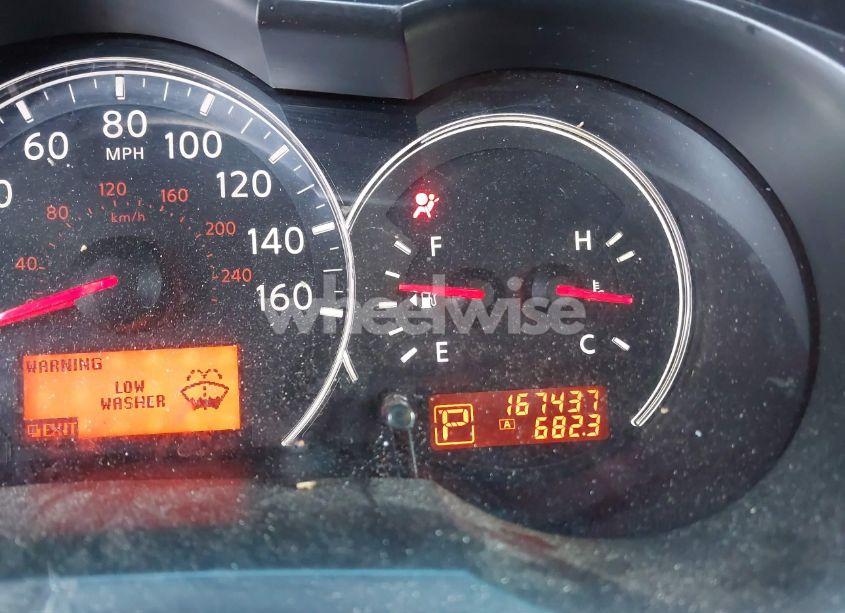 60
80
100
120
140
160
MPH
40
80
120
160
200
240
km/h
WARNING
LOW
WASHER
EXIT
F
E
H
C
P
167437
A 682.3
wheelwise